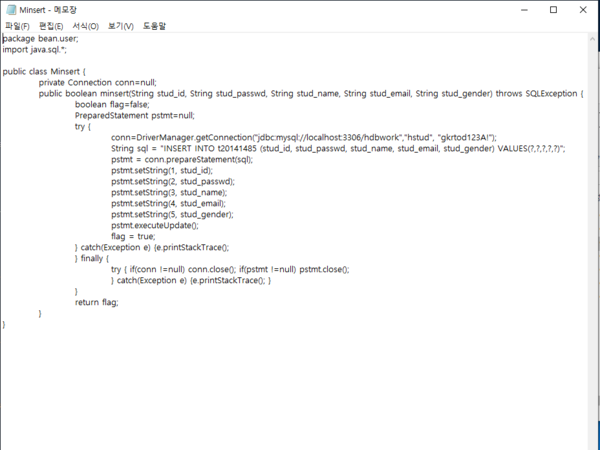 Minsert - 메모장
파일(F) 편집(E) 서식(O) 보기(V) 도움말
package bean.user;
import java.sql.*;
public class Minsert {
private Connection conn=null;
public boolean minsert(String stud_id, String stud_passwd, String stud_name, String stud_email, String stud_gender) throws SQLException {
boolean flag=false;
PreparedStatement pstmt=null;
try {
conn=DriverManager.getConnection("jdbc:mysql://localhost:3306/hdbwork","hstud", "gkrtod123A!");
String sql = "INSERT INTO t20141485 (stud_id, stud_passwd, stud_name, stud_email, stud_gender) VALUES(?,?,?,?,?)";
pstmt = conn.prepareStatement(sql);
pstmt.setString(1, stud_id);
pstmt.setString(2, stud_passwd);
pstmt.setString(3, stud_name);
pstmt.setString(4, stud_email);
pstmt.setString(5, stud_gender);
pstmt.executeUpdate();
flag = true;
} catch(Exception e) {e.printStackTrace();
} finally {
try { if(conn !=null) conn.close(); if(pstmt !=null) pstmt.close();
} catch(Exception e) {e.printStackTrace(); }
}
return flag;
}
}